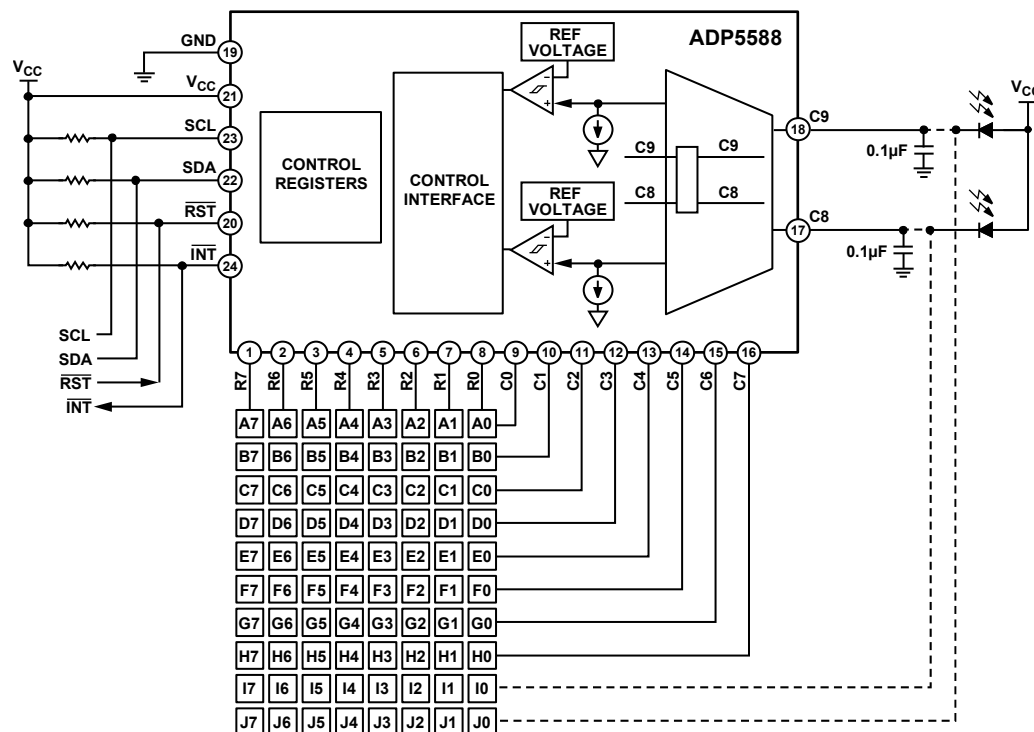 ADP5588
REF
VOLTAGE
GND
19
VCC
VCC
21
SCL
23
SDA
22
RST
20
INT
24
CONTROL
REGISTERS
CONTROL
INTERFACE
−
+
REF
VOLTAGE
−
+
C9
C9
C8
C8
18
C9
0.1µF
VCC
17
C8
0.1µF
SCL
SDA
RST
INT
1 2 3 4 5 6 7 8 9 10 11 12 13 14 15 16
R7 R6 R5 R4 R3 R2 R1 R0 C0 C1 C2 C3 C4 C5 C6 C7
A7 A6 A5 A4 A3 A2 A1 A0
B7 B6 B5 B4 B3 B2 B1 B0
C7 C6 C5 C4 C3 C2 C1 C0
D7 D6 D5 D4 D3 D2 D1 D0
E7 E6 E5 E4 E3 E2 E1 E0
F7 F6 F5 F4 F3 F2 F1 F0
G7 G6 G5 G4 G3 G2 G1 G0
H7 H6 H5 H4 H3 H2 H1 H0
I7 I6 I5 I4 I3 I2 I1 I0
J7 J6 J5 J4 J3 J2 J1 J0